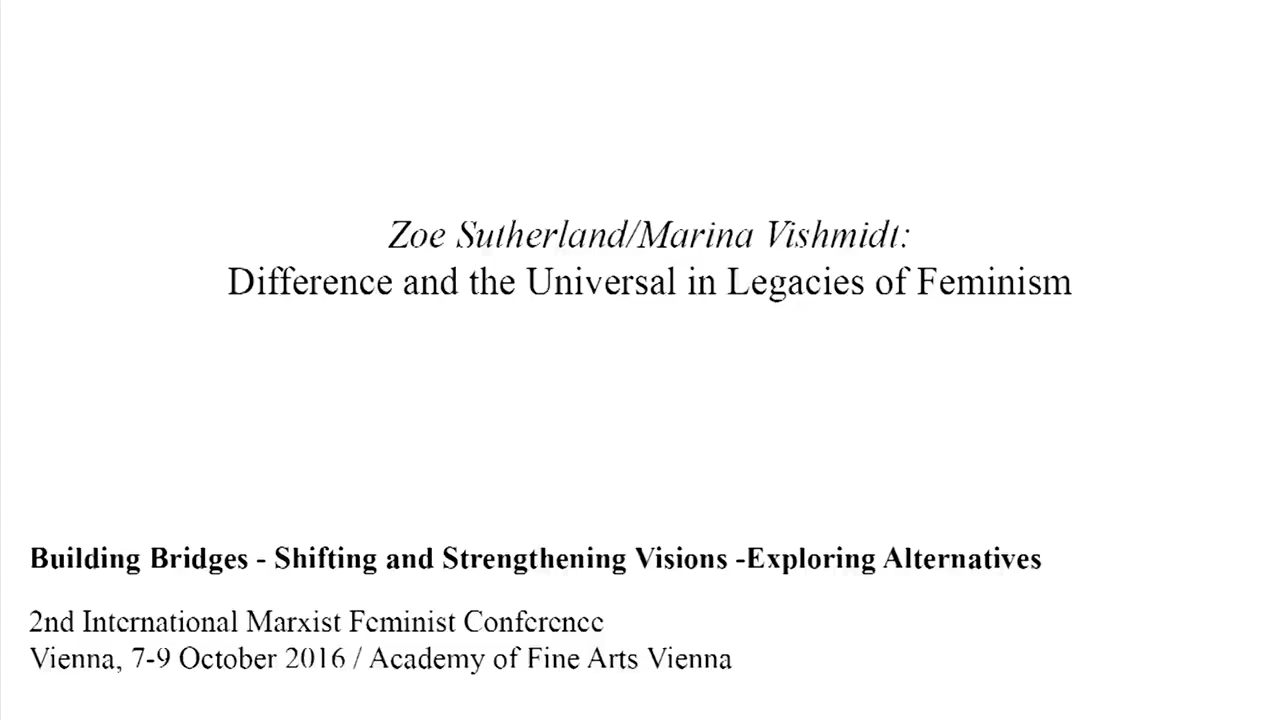 Zoe Sutherland/Marina Vishmidt:
Difference and the Universal in Legacies of Feminism
Building Bridges - Shifting and Strengthening Visions -Exploring Alternatives
2nd International Marxist Feminist Conference
Vienna, 7-9 October 2016 / Academy of Fine Arts Vienna